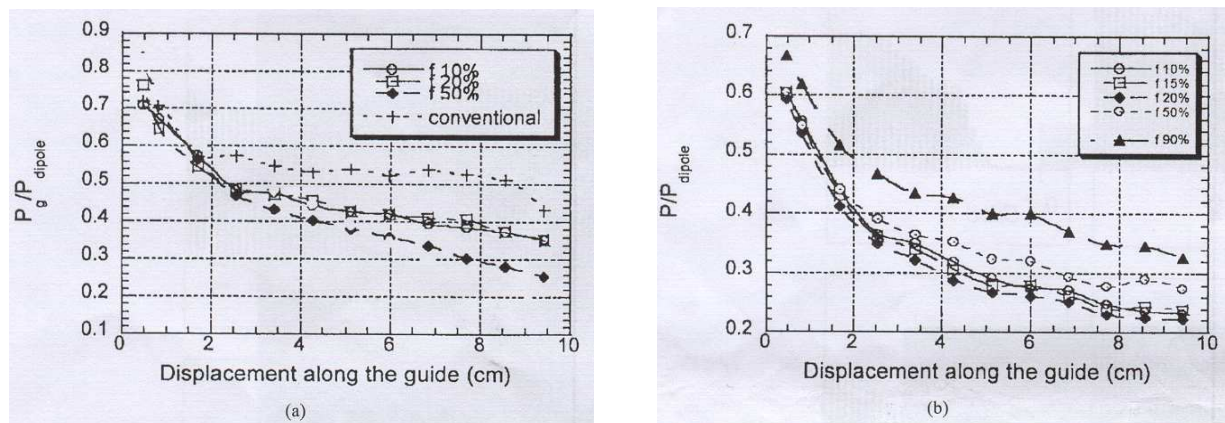 0.9
0.8
0.7
0.6
0.5
0.4
0.3
0.2
0.1
P_g/P_dipole
0 2 4 6 8 10
Displacement along the guide (cm)
f 10%
f 20%
f 50%
conventional
(a)
0.7
0.6
0.5
0.4
0.3
0.2
P/P_dipole
0 2 4 6 8 10
Displacement along the guide (cm)
f 10%
f 15%
f 20%
f 50%
f 90%
(b)